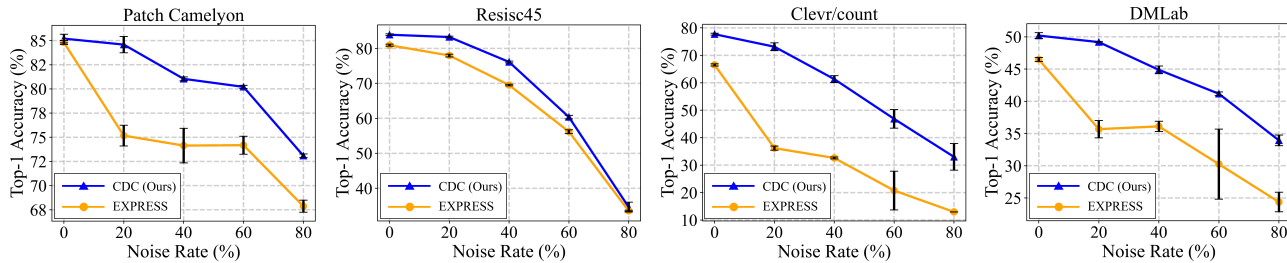 Patch Camelyon
Top-1 Accuracy (%)
85
82
80
78
75
72
70
68
CDC (Ours)
EXPRESS
0 20 40 60 80
Noise Rate (%)
Resisc45
Top-1 Accuracy (%)
80
70
60
50
40
CDC (Ours)
EXPRESS
0 20 40 60 80
Noise Rate (%)
Clevr/count
Top-1 Accuracy (%)
80
70
60
50
40
30
20
10
CDC (Ours)
EXPRESS
0 20 40 60 80
Noise Rate (%)
DMLab
Top-1 Accuracy (%)
50
45
40
35
30
25
CDC (Ours)
EXPRESS
0 20 40 60 80
Noise Rate (%)